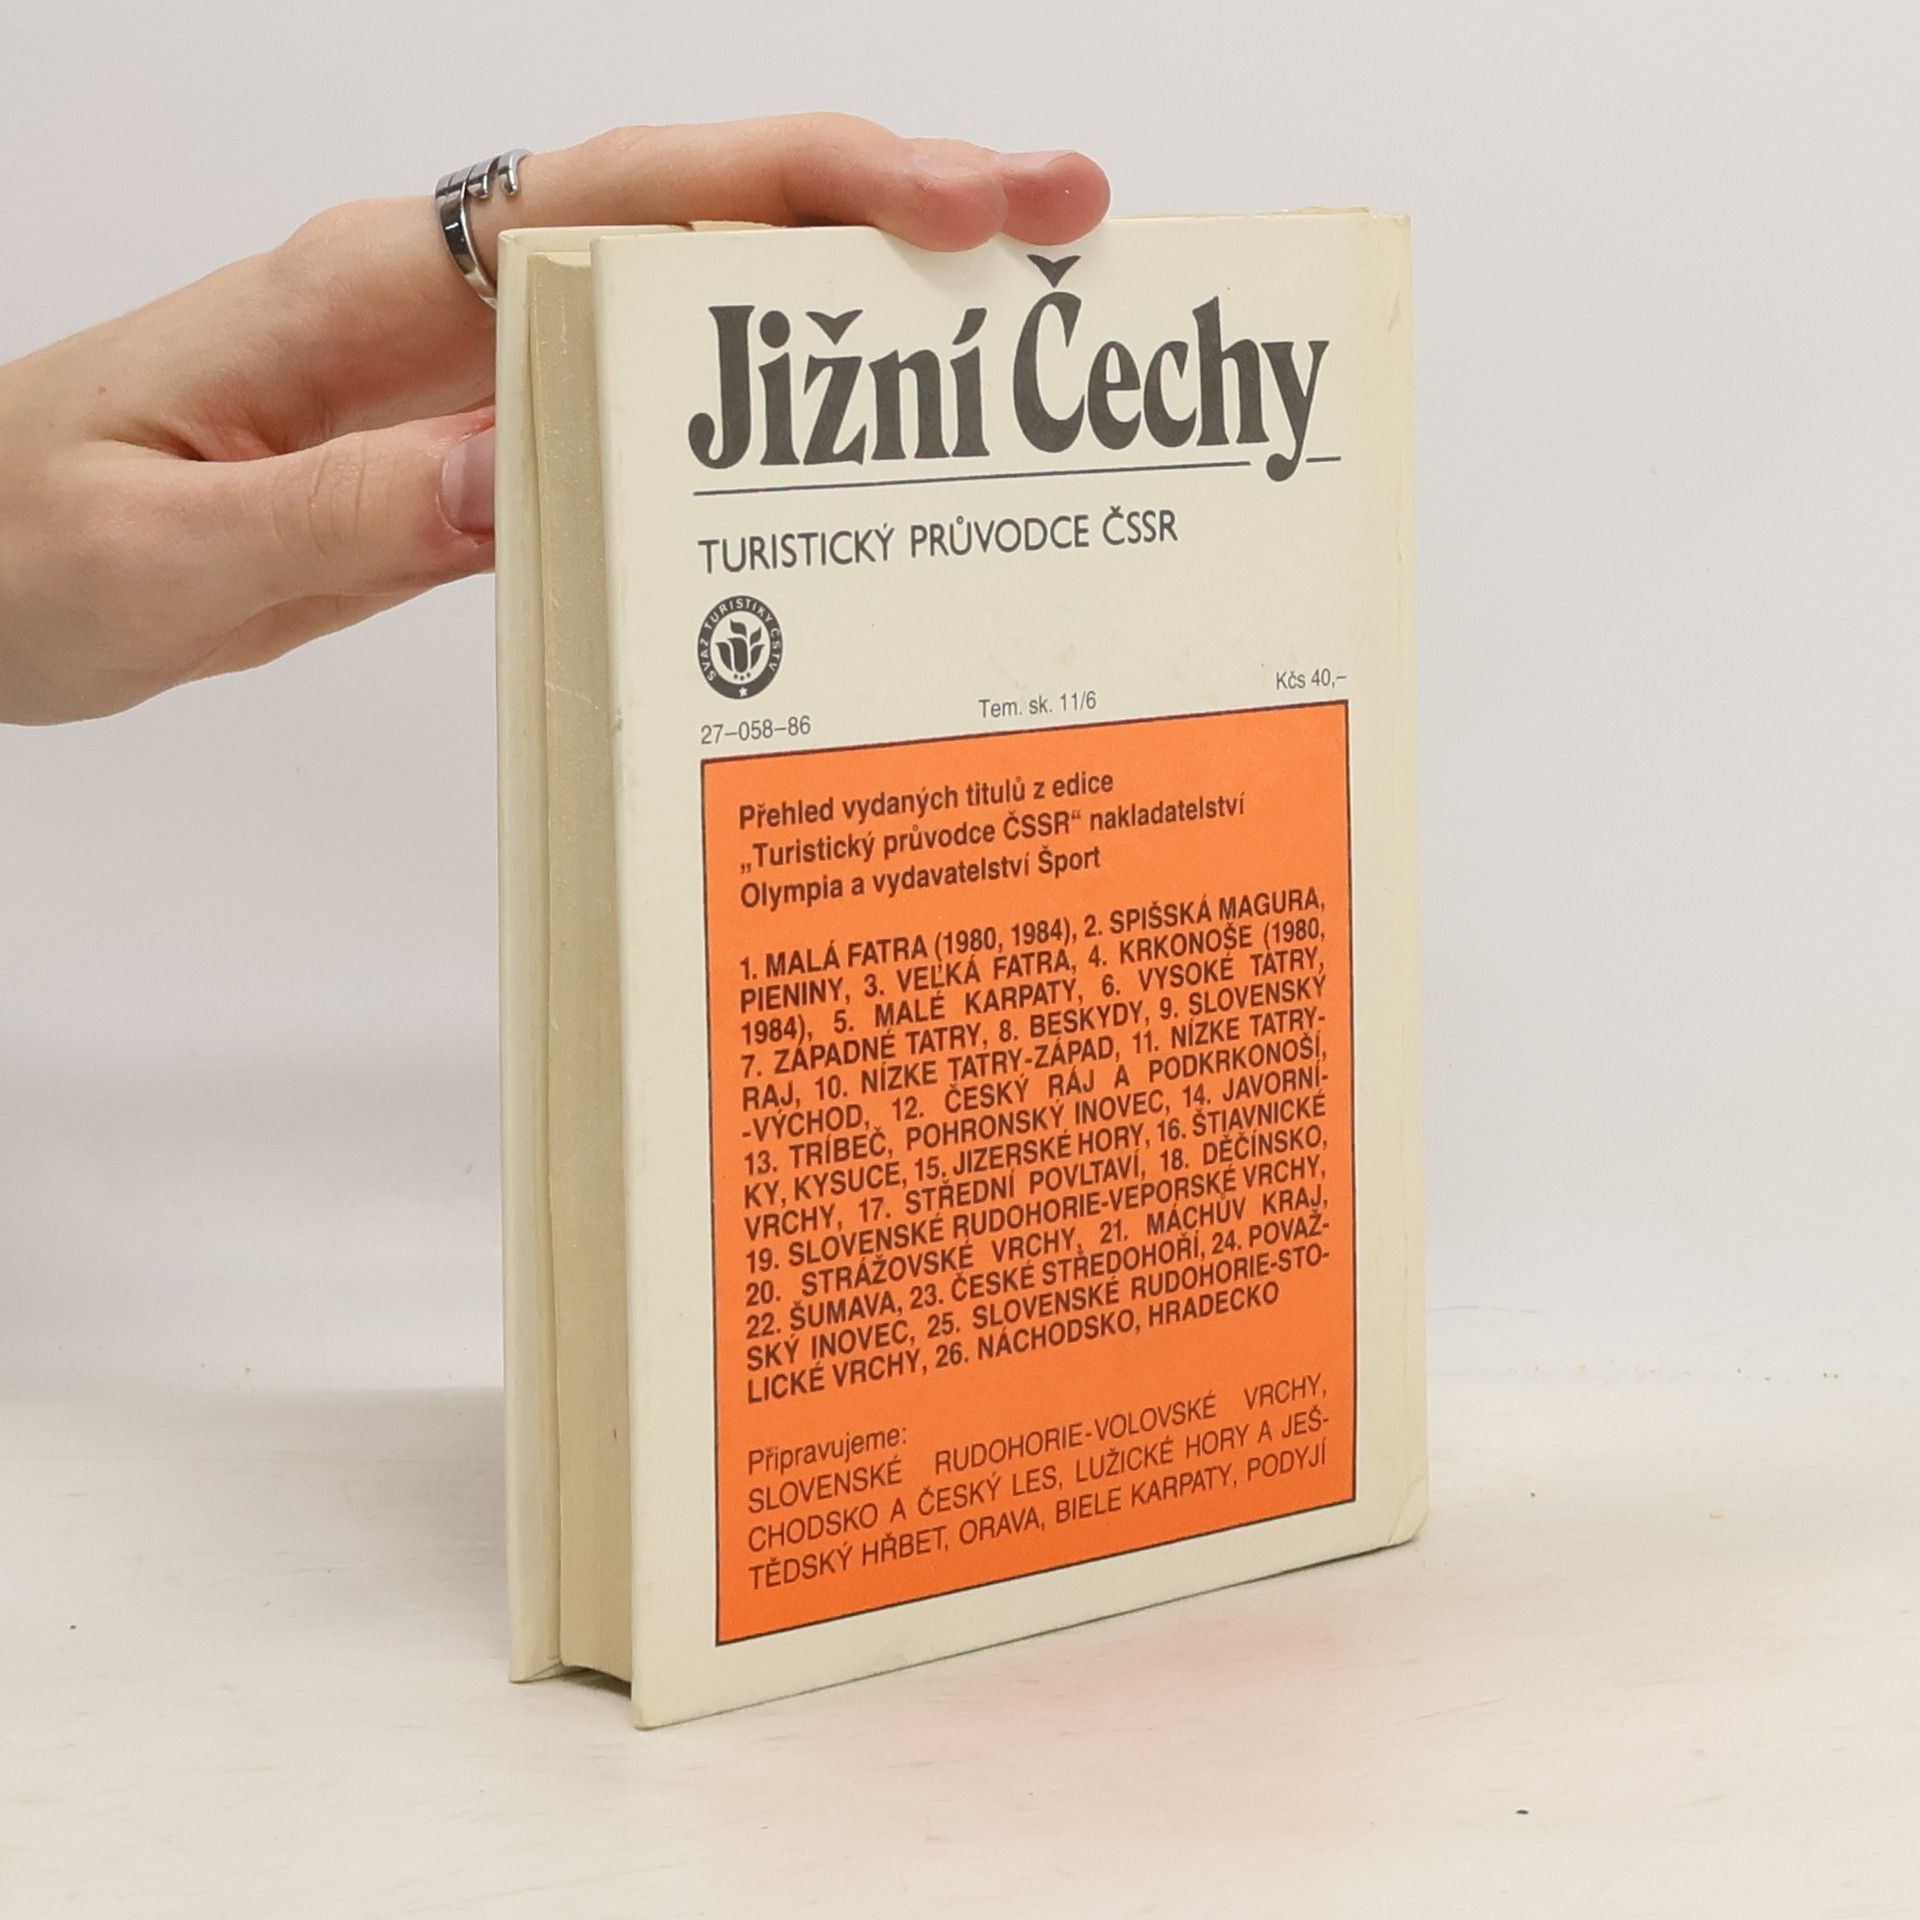 Jižní Čechy
TURISTICKÝ PRŮVODCE ČSSR
SVAZ TURISTIKY ČSTV
Kčs 40,–
Tem. sk. 11/6
27–058–86
Přehled vydaných titulů z edice
„Turistický průvodce ČSSR“ nakladatelství
Olympia a vydavatelství Šport
1. MALÁ FATRA (1980, 1984), 2. SPIŠSKÁ MAGURA,
PIENINY, 3. VEĽKÁ FATRA, 4. KRKONOŠE (1980,
1984), 5. MALÉ KARPATY, 6. VYSOKÉ TATRY,
7. ZÁPADNÉ TATRY, 8. BESKYDY, 9. SLOVENSKÝ
RAJ, 10. NÍZKE TATRY-ZÁPAD, 11. NÍZKE TATRY-
-VÝCHOD, 12. ČESKÝ RÁJ A PODKRKONOŠÍ,
13. TRÍBEČ, POHRONSKÝ INOVEC, 14. JAVORNÍ-
KY, KYSUCE, 15. JIZERSKÉ HORY, 16. ŠTIAVNICKÉ
VRCHY, 17. STŘEDNÍ POVLTAVÍ, 18. DĚČÍNSKO,
19. SLOVENSKÉ RUDOHORIE-VEPORSKÉ VRCHY,
20. STRÁŽOVSKÉ VRCHY, 21. MÁCHŮV KRAJ,
22. ŠUMAVA, 23. ČESKÉ STŘEDOHOŘÍ, 24. POVAŽ-
SKÝ INOVEC, 25. SLOVENSKÉ RUDOHORIE-STO-
LICKÉ VRCHY, 26. NÁCHODSKO, HRADECKO
Připravujeme:
SLOVENSKÉ RUDOHORIE-VOLOVSKÉ VRCHY,
CHODSKO A ČESKÝ LES, LUŽICKÉ HORY A JEŠ-
TĚDSKÝ HŘBET, ORAVA, BIELE KARPATY, PODYJÍ